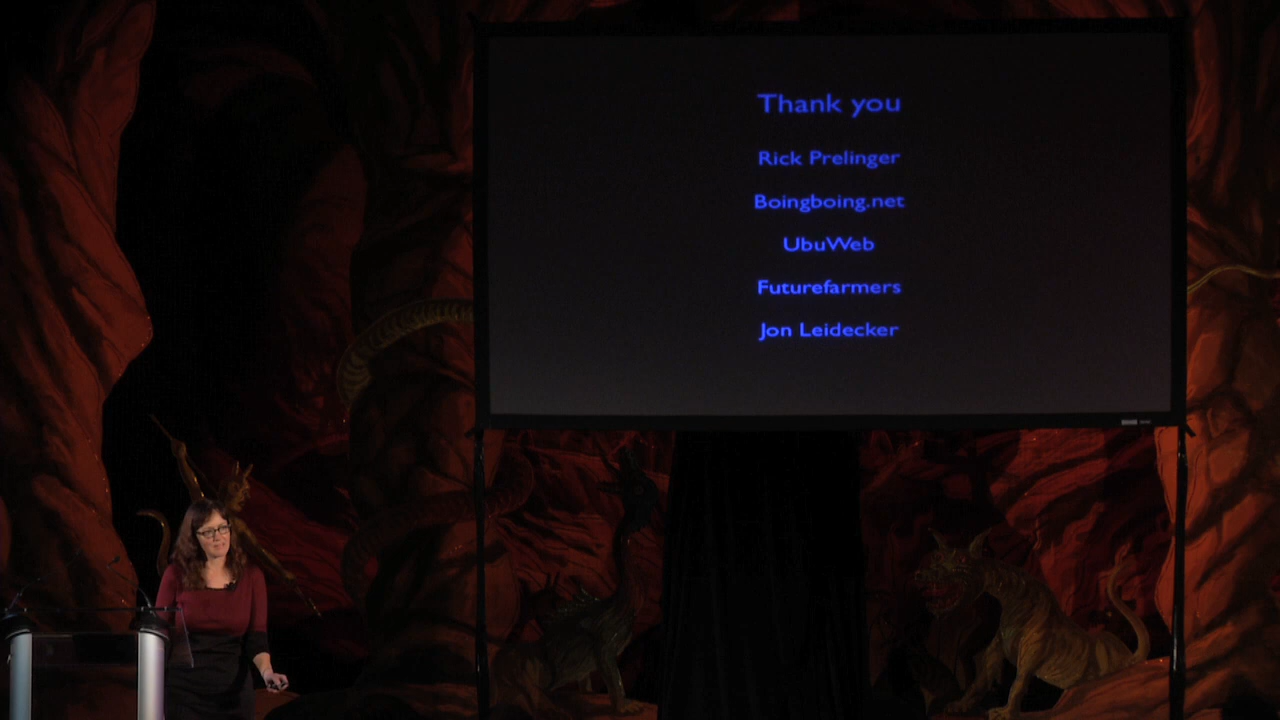 Thank you
Rick Prelinger
Boingboing.net
UbuWeb
Futurefarmers
Jon Leidecker